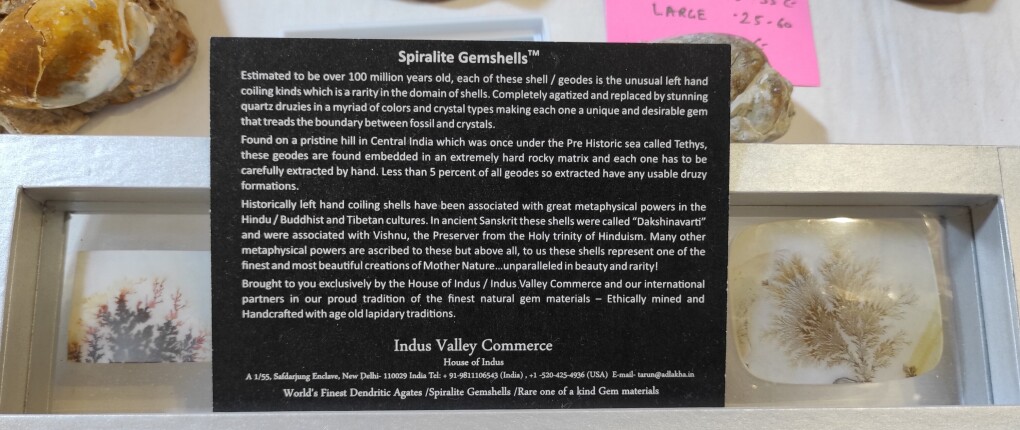 LARGE .25-60
Spiralite Gemshells™
Estimated to be over 100 million years old, each of these shell / geodes is the unusual left hand
coiling kinds which is a rarity in the domain of shells. Completely agatized and replaced by stunning
quartz druzies in a myriad of colors and crystal types making each one a unique and desirable gem
that treads the boundary between fossil and crystals.
Found on a pristine hill in Central India which was once under the Pre Historic sea called Tethys,
these geodes are found embedded in an extremely hard rocky matrix and each one has to be
carefully extracted by hand. Less than 5 percent of all geodes so extracted have any usable druzy
formations.
Historically left hand coiling shells have been associated with great metaphysical powers in the
Hindu / Buddhist and Tibetan cultures. In ancient Sanskrit these shells were called “Dakshinavarti”
and were associated with Vishnu, the Preserver from the Holy trinity of Hinduism. Many other
metaphysical powers are ascribed to these but above all, to us these shells represent one of the
finest and most beautiful creations of Mother Nature...unparalleled in beauty and rarity!
Brought to you exclusively by the House of Indus / Indus Valley Commerce and our international
partners in our proud tradition of the finest natural gem materials – Ethically mined and
Handcrafted with age old lapidary traditions.
Indus Valley Commerce
House of Indus
A 1/55, Safdarjung Enclave, New Delhi- 110029 India Tel: + 91-9811106543 (India) , +1 -520-425-4936 (USA) E-mail- tarun@adlakha.in
World's Finest Dendritic Agates /Spiralite Gemshells /Rare one of a kind Gem materials